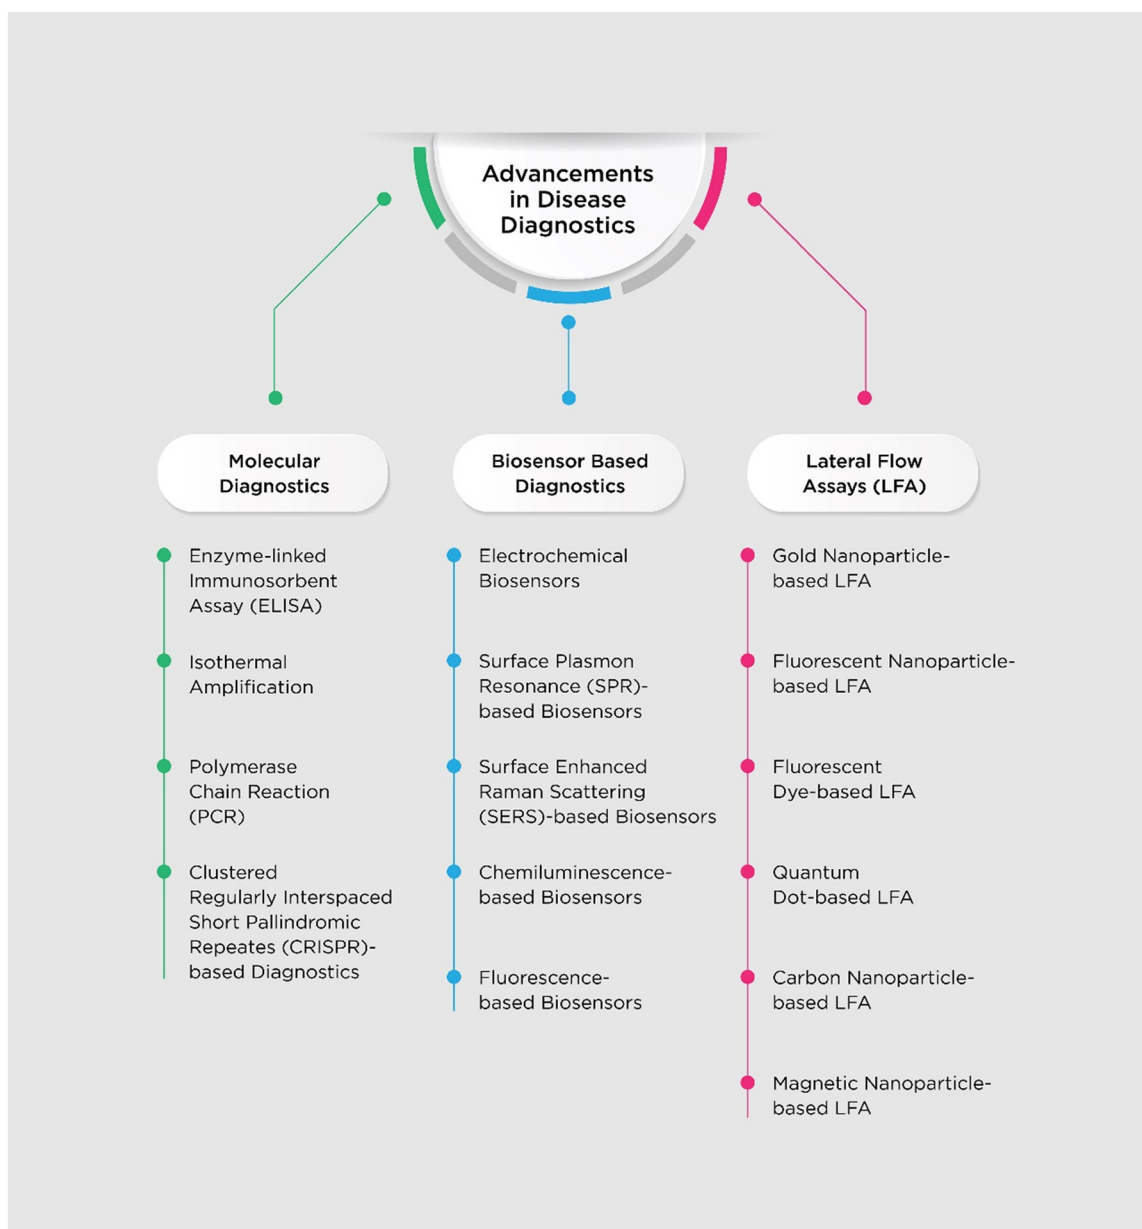 Advancements
in Disease
Diagnostics
Molecular
Diagnostics
Enzyme-linked
Immunosorbent
Assay (ELISA)
Isothermal
Amplification
Polymerase
Chain Reaction
(PCR)
Clustered
Regularly Interspaced
Short Pallindromic
Repeates (CRISPR)-
based Diagnostics
Biosensor Based
Diagnostics
Electrochemical
Biosensors
Surface Plasmon
Resonance (SPR)-
based Biosensors
Surface Enhanced
Raman Scattering
(SERS)-based Biosensors
Chemiluminescence-
based Biosensors
Fluorescence-
based Biosensors
Lateral Flow
Assays (LFA)
Gold Nanoparticle-
based LFA
Fluorescent Nanoparticle-
based LFA
Fluorescent
Dye-based LFA
Quantum
Dot-based LFA
Carbon Nanoparticle-
based LFA
Magnetic Nanoparticle-
based LFA